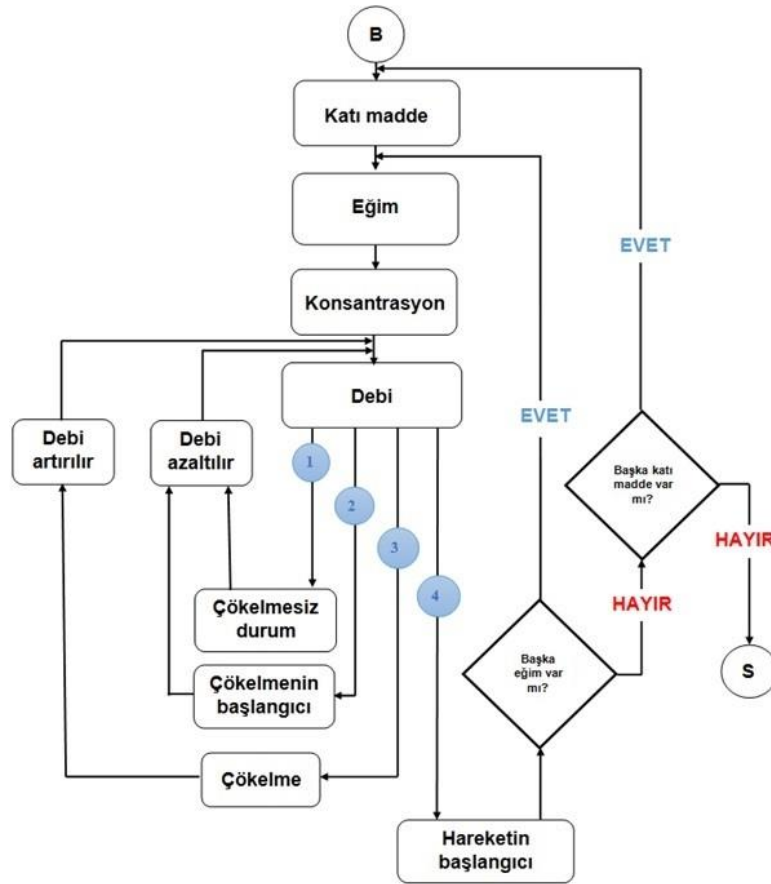 B
Katı madde
Eğim
EVET
Konsantrasyon
Debi
EVET
Debi
artırılır
Debi
azaltılır
1
Başka katı
madde var
mı?
2
3
HAYIR
4
HAYIR
Çökelmesiz
durum
Başka
eğim var
mı?
S
Çökelmenin
başlangıcı
Çökelme
Hareketin
başlangıcı